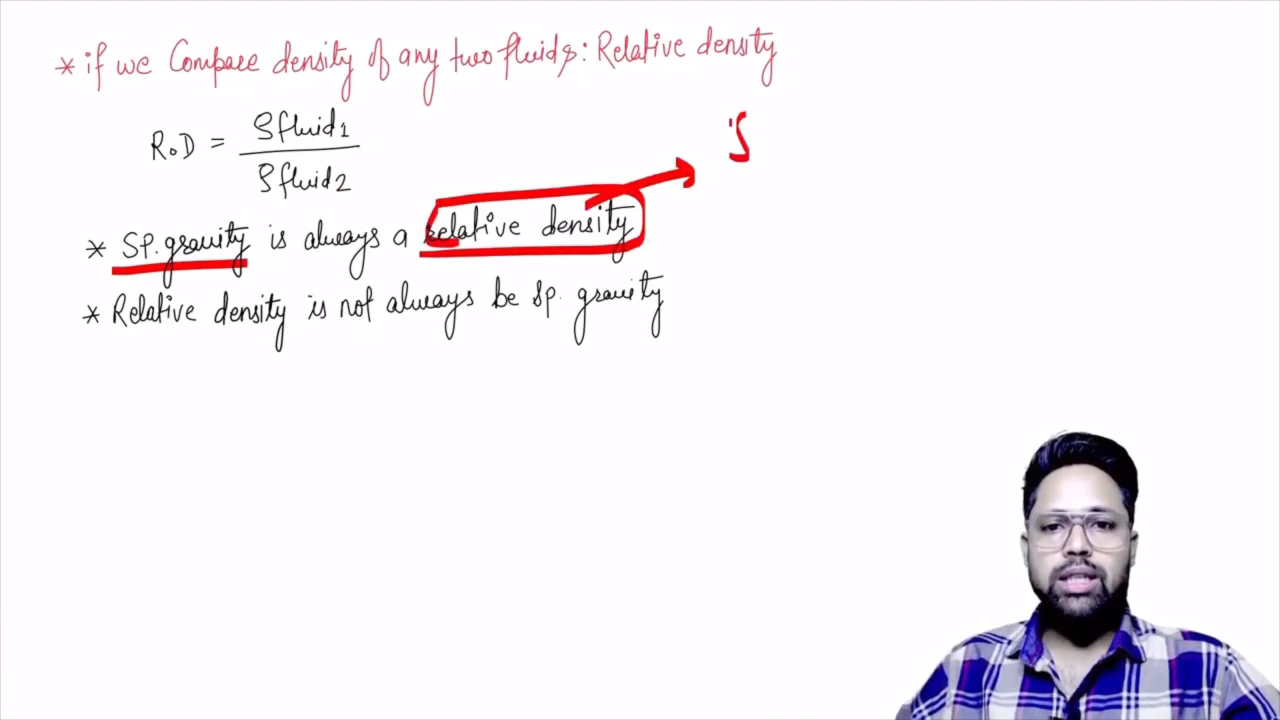 * if we Compare density of any two fluids: Relative density
R.D = ρfluid1
ρfluid2
* Sp. gravity is always a relative density
* Relative density is not always be sp. gravity